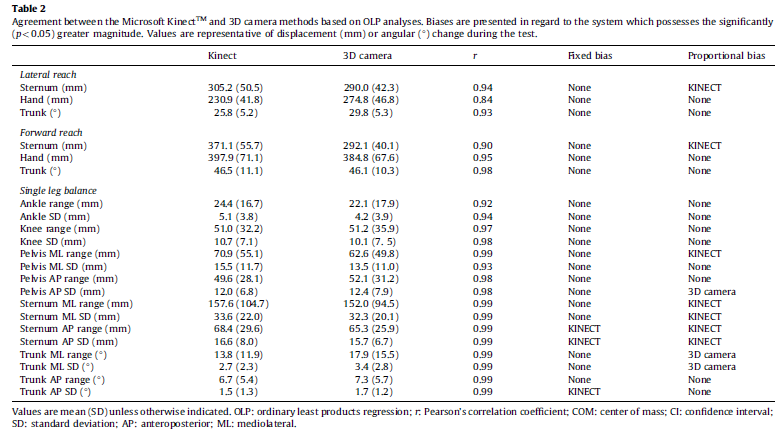 Table 2
Agreement between the Microsoft Kinect™ and 3D camera methods based on OLP analyses. Biases are presented in regard to the system which possesses the significantly
(p < 0.05) greater magnitude. Values are representative of displacement (mm) or angular (°) change during the test.
Kinect 3D camera r Fixed bias Proportional bias
Lateral reach
Sternum (mm) 305.2 (50.5) 290.0 (42.3) 0.94 None KINECT
Hand (mm) 230.9 (41.8) 274.8 (46.8) 0.84 None None
Trunk (°) 25.8 (5.2) 29.8 (5.3) 0.93 None None
Forward reach
Sternum (mm) 371.1 (55.7) 292.1 (40.1) 0.90 None KINECT
Hand (mm) 397.9 (71.1) 384.8 (67.6) 0.95 None None
Trunk (°) 46.5 (11.1) 46.1 (10.3) 0.98 None None
Single leg balance
Ankle range (mm) 24.4 (16.7) 22.1 (17.9) 0.92 None None
Ankle SD (mm) 5.1 (3.8) 4.2 (3.9) 0.94 None None
Knee range (mm) 51.0 (32.2) 51.2 (35.9) 0.97 None None
Knee SD (mm) 10.7 (7.1) 10.1 (7. 5) 0.98 None None
Pelvis ML range (mm) 70.9 (55.1) 62.6 (49.8) 0.99 None KINECT
Pelvis ML SD (mm) 15.5 (11.7) 13.5 (11.0) 0.93 None None
Pelvis AP range (mm) 49.6 (28.1) 52.1 (31.2) 0.98 None None
Pelvis AP SD (mm) 12.0 (6.8) 12.4 (7.9) 0.98 None 3D camera
Sternum ML range (mm) 157.6 (104.7) 152.0 (94.5) 0.99 None KINECT
Sternum ML SD (mm) 33.6 (22.0) 32.3 (20.1) 0.99 None KINECT
Sternum AP range (mm) 68.4 (29.6) 65.3 (25.9) 0.99 KINECT KINECT
Sternum AP SD (mm) 16.6 (8.0) 15.7 (6.7) 0.99 KINECT KINECT
Trunk ML range (°) 13.8 (11.9) 17.9 (15.5) 0.99 None 3D camera
Trunk ML SD (°) 2.7 (2.3) 3.4 (2.8) 0.99 None 3D camera
Trunk AP range (°) 6.7 (5.4) 7.3 (5.7) 0.99 None None
Trunk AP SD (°) 1.5 (1.3) 1.7 (1.2) 0.99 KINECT None
Values are mean (SD) unless otherwise indicated. OLP: ordinary least products regression; r: Pearson's correlation coefficient; COM: center of mass; CI: confidence interval;
SD: standard deviation; AP: anteroposterior; ML: mediolateral.